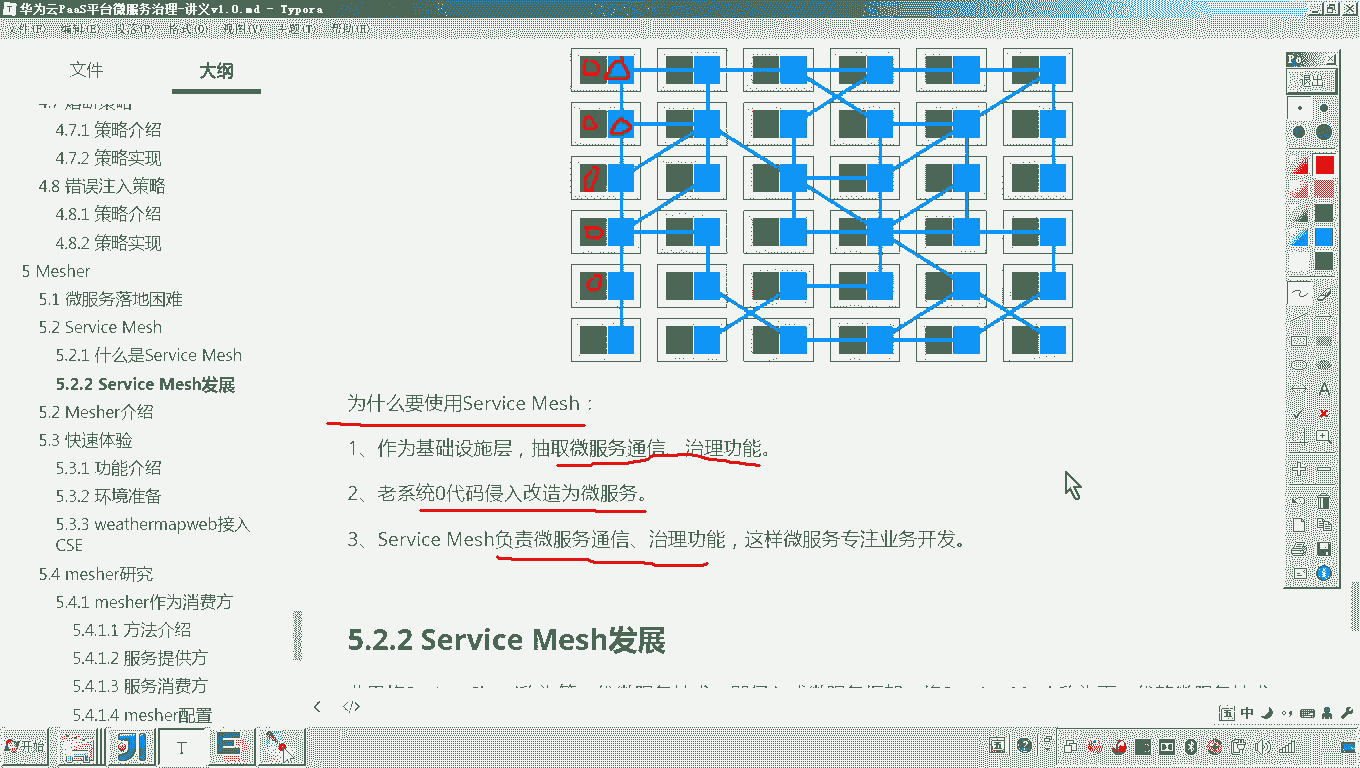 华为云PaaS平台微服务治理-讲义v1.0.md - Typora
文件(F) 编辑(E) 段落(P) 格式(O) 视图(V) 主题(T) 帮助(H)
文件
大纲
4.7 熔断策略
4.7.1 策略介绍
4.7.2 策略实现
4.8 错误注入策略
4.8.1 策略介绍
4.8.2 策略实现
5 Mesher
5.1 微服务落地困难
5.2 Service Mesh
5.2.1 什么是Service Mesh
5.2.2 Service Mesh发展
5.2 Mesher介绍
5.3 快速体验
5.3.1 功能介绍
5.3.2 环境准备
5.3.3 weathermapweb接入
CSE
5.4 mesher研究
5.4.1 mesher作为消费方
5.4.1.1 方法介绍
5.4.1.2 服务提供方
5.4.1.3 服务消费方
5.4.1.4 mesher配置
为什么要使用Service Mesh：
1、作为基础设施层，抽取微服务通信、治理功能。
2、老系统0代码侵入改造为微服务。
3、Service Mesh负责微服务通信、治理功能，这样微服务专注业务开发。
5.2.2 Service Mesh发展
开始
中